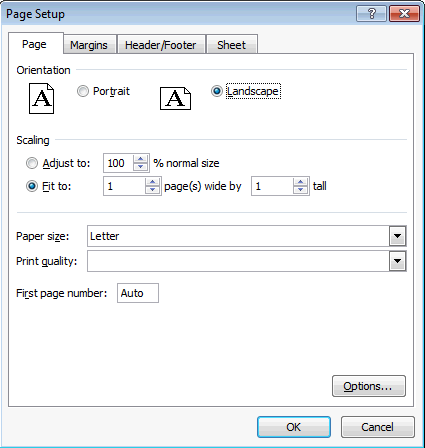 Page Setup
Page Margins Header/Footer Sheet
Orientation
A Portrait A Landscape
Scaling
Adjust to: 100 % normal size
Fit to: 1 page(s) wide by 1 tall
Paper size: Letter
Print quality:
First page number: Auto
Options...
OK Cancel